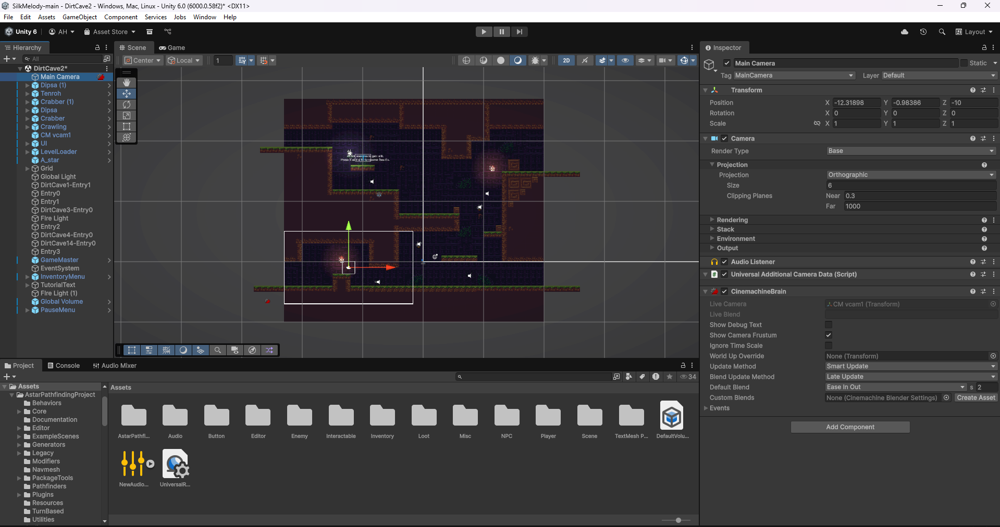 SilkMelody-main - DirtCave2 - Windows, Mac, Linux - Unity 6.0 (6000.0.58f2)* <DX11>
File Edit Assets GameObject Component Services Jobs Window Help
Unity 6 AH Asset Store Layout
Hierarchy
All
DirtCave2*
Main Camera
Dipsa (1)
Tenroh
Crabber (1)
Dipsa
Crabber
Crawling
CM vcam1
UI
LevelLoader
A_star
Grid
Global Light
DirtCave1-Entry1
Entry0
Entry1
DirtCave3-Entry0
FIre Light
Entry2
DirtCave4-Entry0
DirtCave14-Entry0
Entry3
GameMaster
EventSystem
InventoryMenu
TutorialText
FIre Light (1)
Global Volume
PauseMenu
Scene Game
Center Local 1 2D
Inspector
Main Camera Static
Tag MainCamera Layer Default
Transform
Position X -12.31898 Y -0.98386 Z -10
Rotation X 0 Y 0 Z 0
Scale X 1 Y 1 Z 1
Camera
Render Type Base
Projection
Projection Orthographic
Size 6
Clipping Planes Near 0.3
Far 1000
Rendering
Stack
Environment
Output
Audio Listener
Universal Additional Camera Data (Script)
CinemachineBrain
Live Camera CM vcam1 (Transform)
Live Blend
Show Debug Text
Show Camera Frustum
Ignore Time Scale
World Up Override None (Transform)
Update Method Smart Update
Blend Update Method Late Update
Default Blend Ease In Out s 2
Custom Blends None (Cinemachine Blender Settings) Create Asset
Events
Add Component
Project Console Audio Mixer
34
Assets
AstarPathfindingProject
Behaviors
Core
Documentation
Editor
ExampleScenes
Generators
Legacy
Modifiers
Navmesh
PackageTools
Pathfinders
Plugins
Resources
TurnBased
Utilities
Assets
AstarPathfi... Audio Button Editor Enemy Interactable Inventory Loot Misc NPC Player Scene TextMesh P... DefaultVolu...
NewAudio... UniversalR...